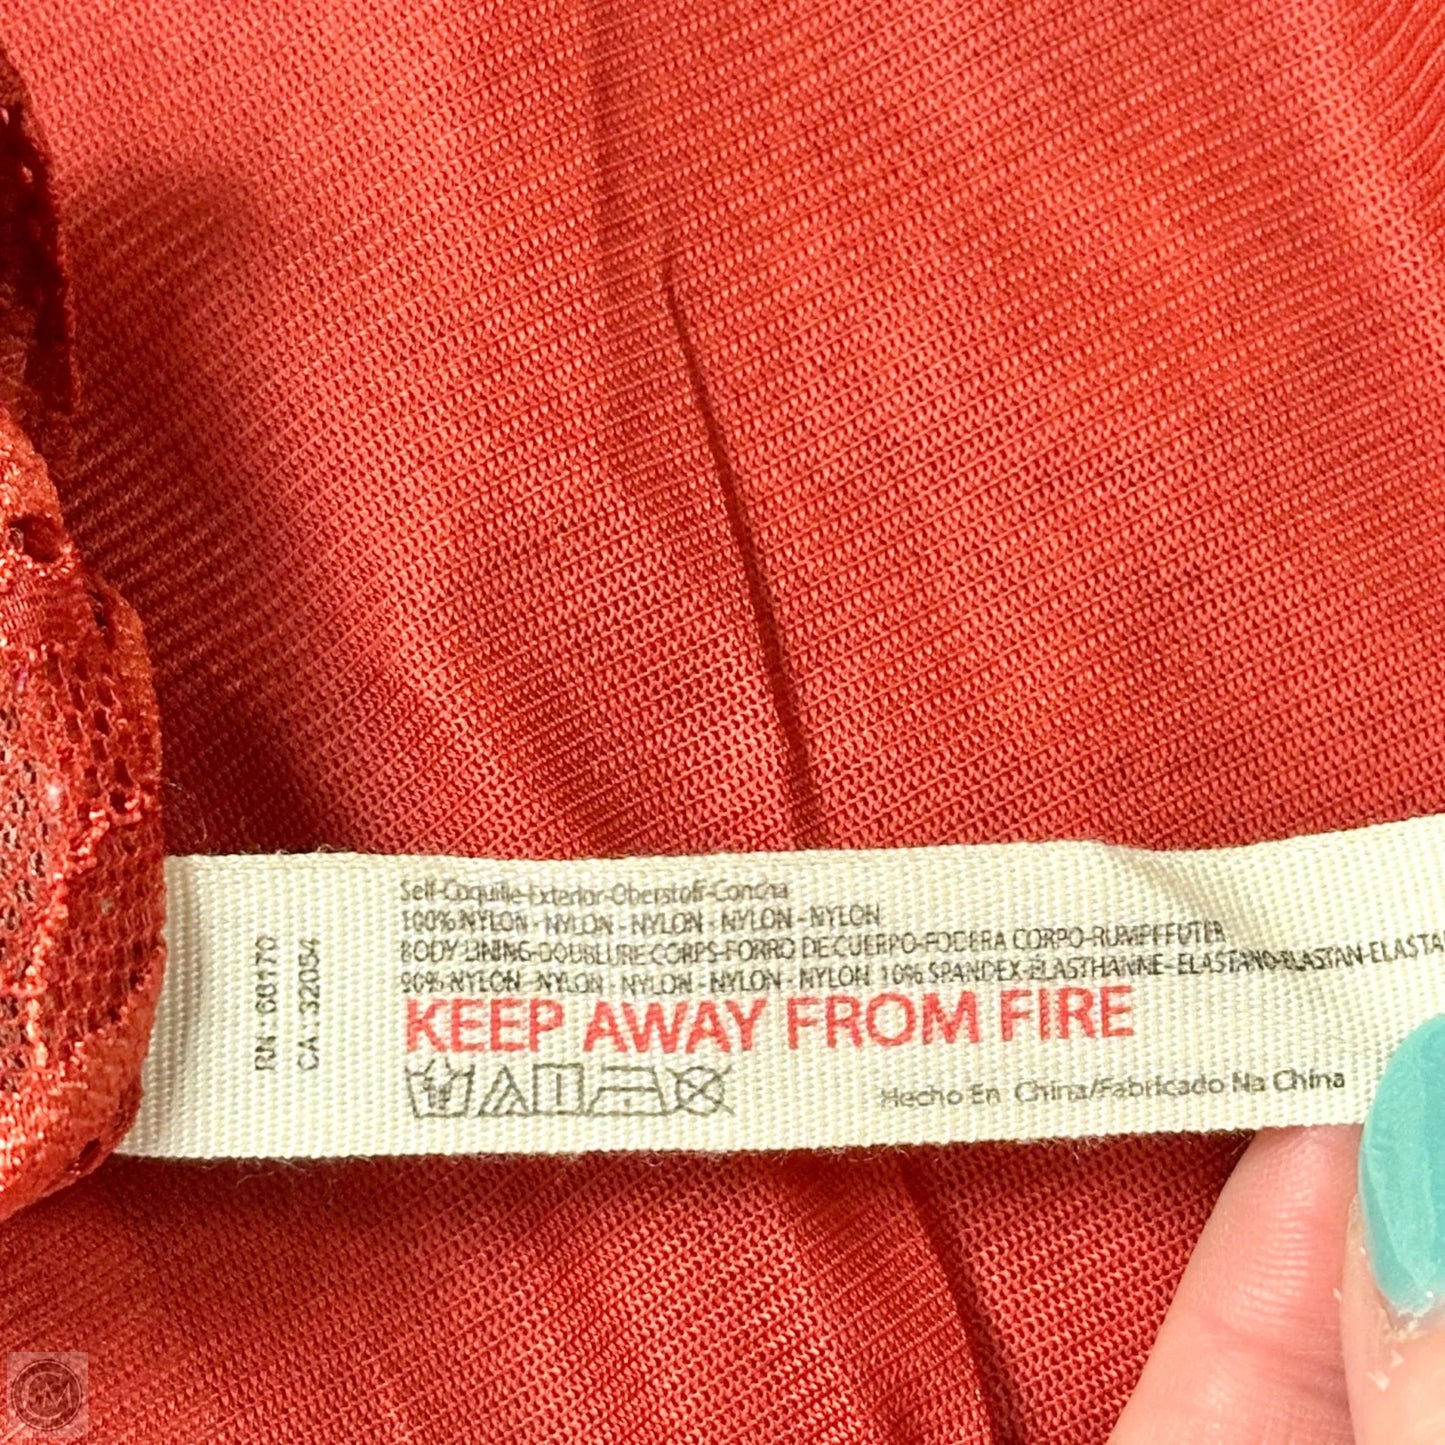 Self-Coquille-Exterior-Oberstoff-Concha
100% NYLON - NYLON - NYLON - NYLON - NYLON
BODY LINING-DOUBLURE CORPS-FORRO DE CUERPO-FODERA CORPO-RUMPFFUTER
90% NYLON - NYLON - NYLON - NYLON - NYLON 10% SPANDEX-ELASTHANNE- ELASTANO-ELASTAN-ELASTA
KEEP AWAY FROM FIRE
Hecho En China/Fabricado Na China
RN :
CA : 32054